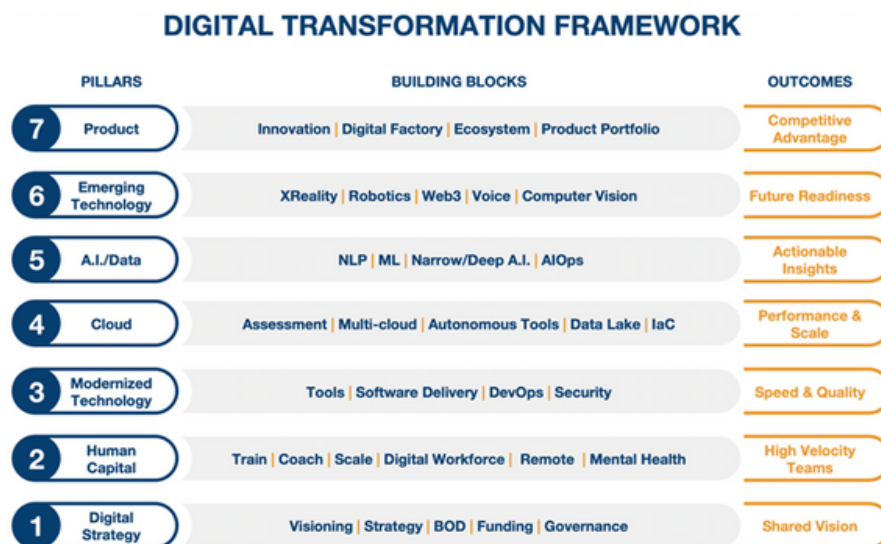 DIGITAL TRANSFORMATION FRAMEWORK
PILLARS
BUILDING BLOCKS
OUTCOMES
7
Product
Innovation | Digital Factory | Ecosystem | Product Portfolio
Competitive
Advantage
6
Emerging
Technology
XReality | Robotics | Web3 | Voice | Computer Vision
Future Readiness
5
A.I./Data
NLP | ML | Narrow/Deep A.I. | AIOps
Actionable
Insights
4
Cloud
Assessment | Multi-cloud | Autonomous Tools | Data Lake | IaC
Performance &
Scale
3
Modernized
Technology
Tools | Software Delivery | DevOps | Security
Speed & Quality
2
Human
Capital
Train | Coach | Scale | Digital Workforce | Remote | Mental Health
High Velocity
Teams
1
Digital
Strategy
Visioning | Strategy | BOD | Funding | Governance
Shared Vision